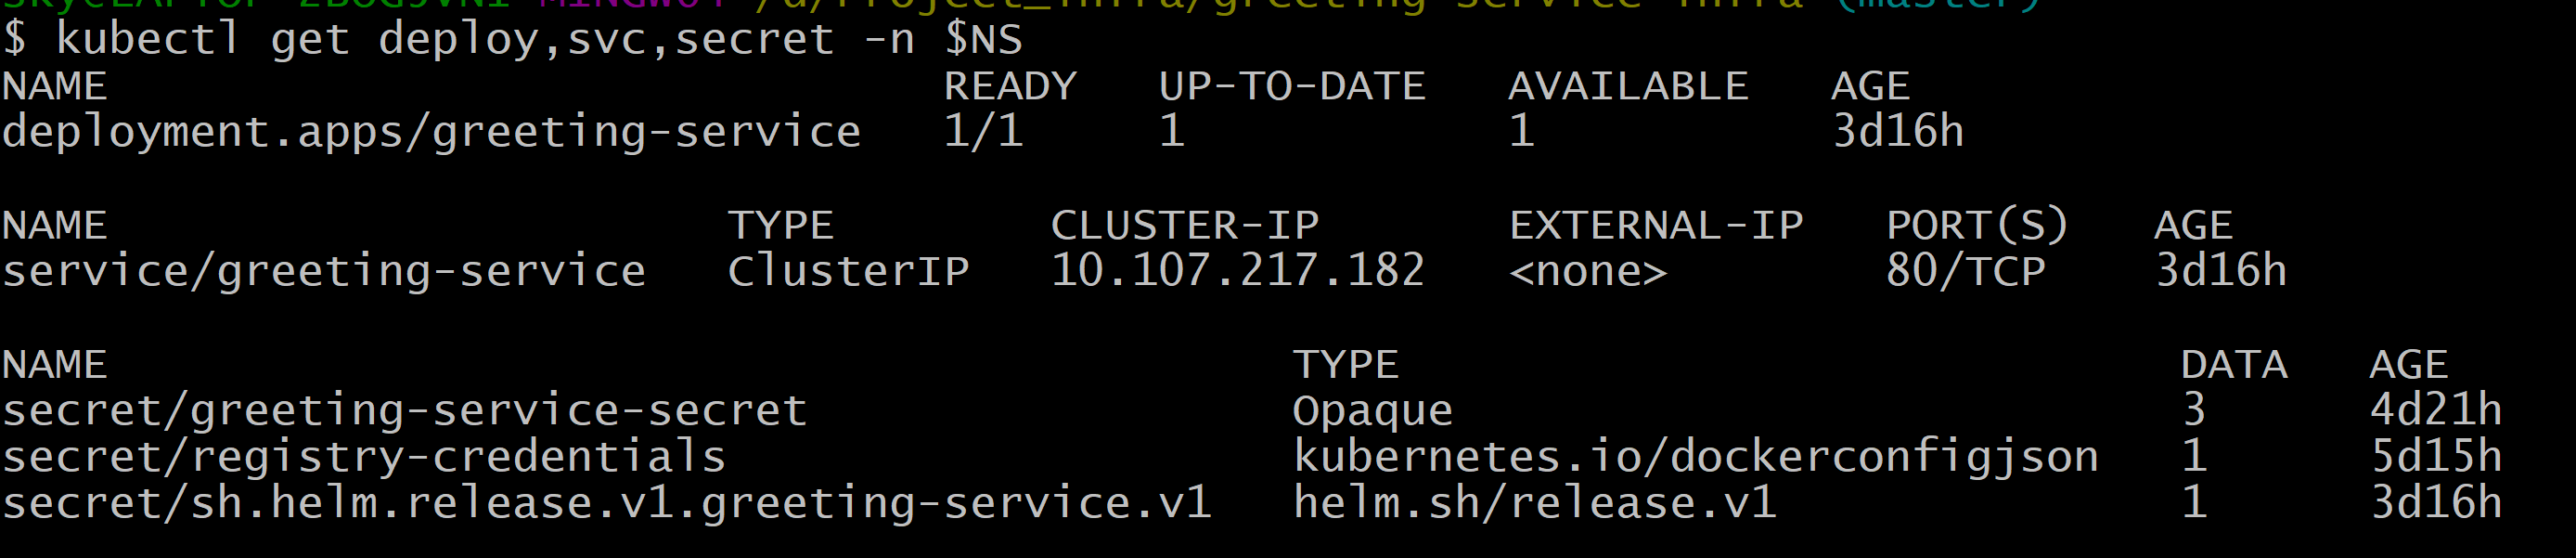 $ kubectl get deploy,svc,secret -n $NS
NAME READY UP-TO-DATE AVAILABLE AGE
deployment.apps/greeting-service 1/1 1 1 3d16h
NAME TYPE CLUSTER-IP EXTERNAL-IP PORT(S) AGE
service/greeting-service ClusterIP 10.107.217.182 <none> 80/TCP 3d16h
NAME TYPE DATA AGE
secret/greeting-service-secret Opaque 3 4d21h
secret/registry-credentials kubernetes.io/dockerconfigjson 1 5d15h
secret/sh.helm.release.v1.greeting-service.v1 helm.sh/release.v1 1 3d16h